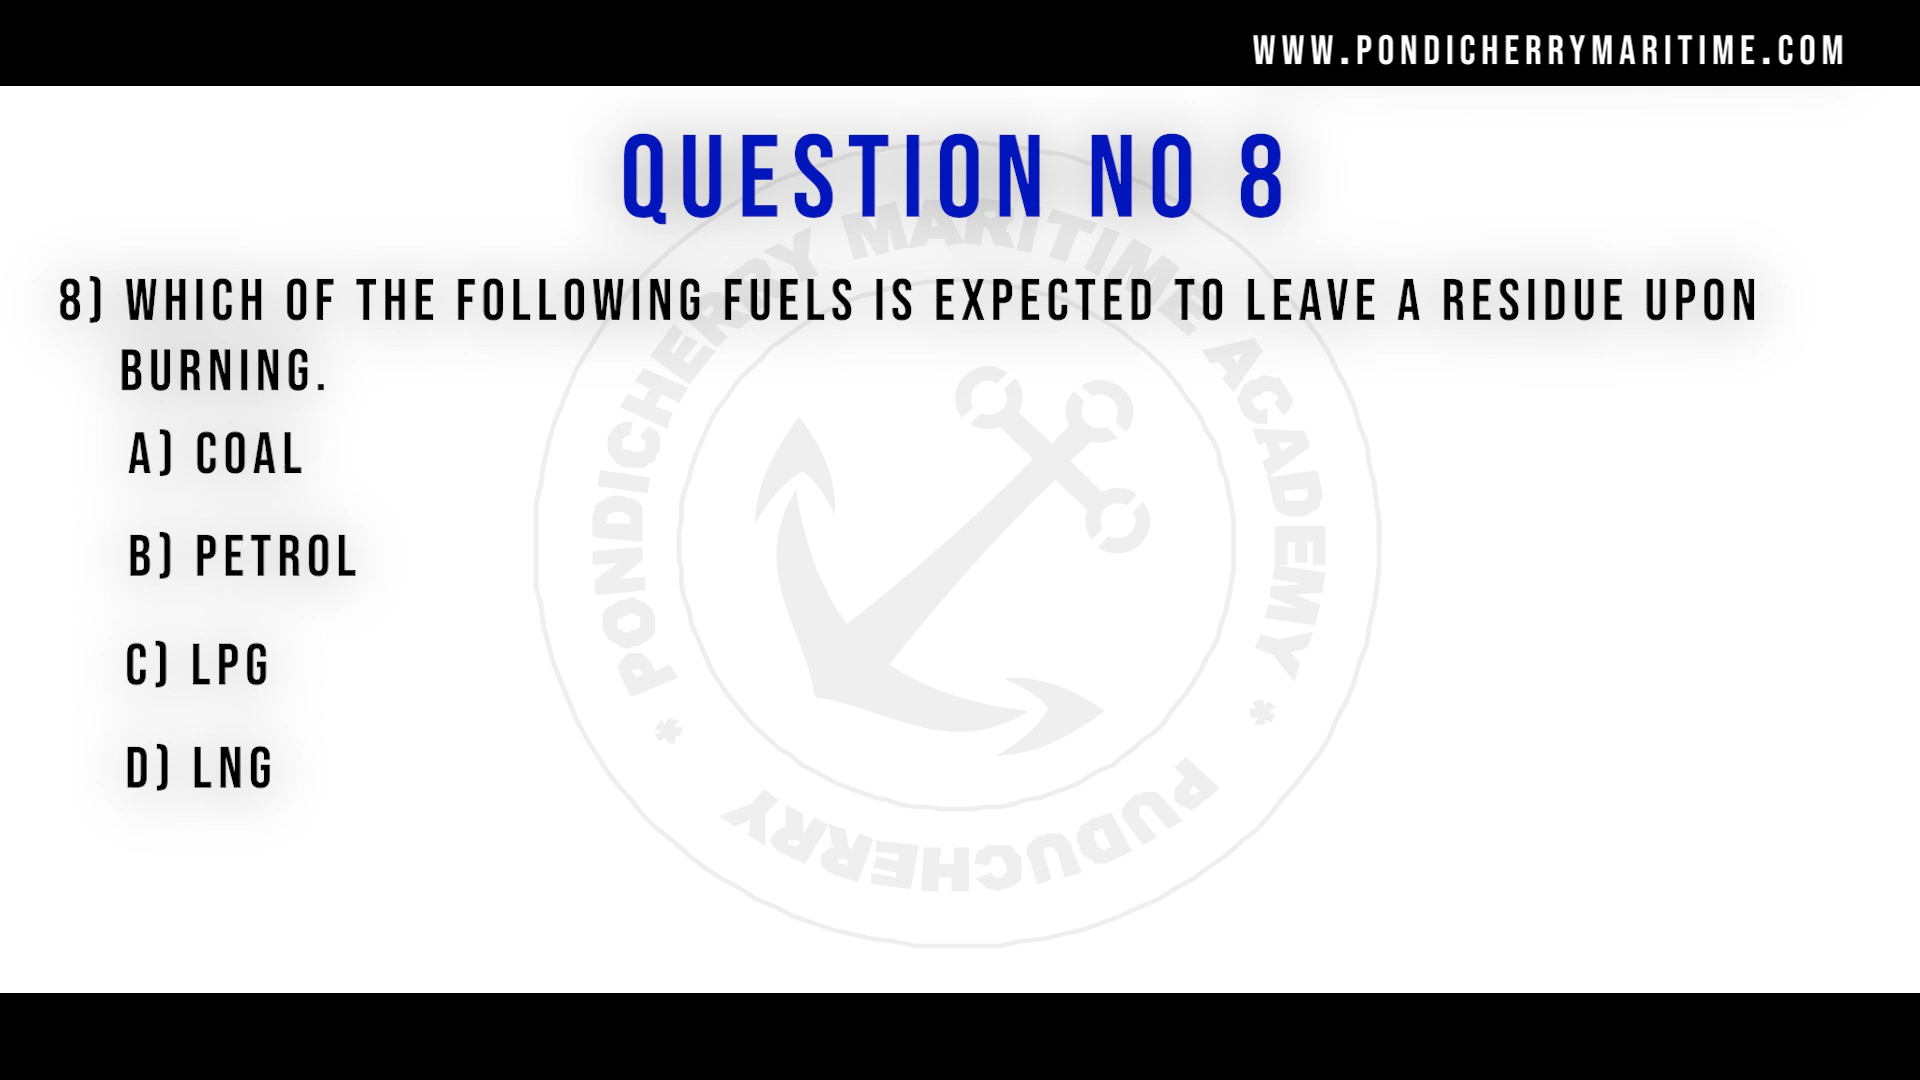 WWW.PONDICHERRYMARITIME.COM
QUESTION NO 8
8) WHICH OF THE FOLLOWING FUELS IS EXPECTED TO LEAVE A RESIDUE UPON
BURNING.
A) COAL
B) PETROL
C) LPG
D) LNG
* PONDICHERRY MARITIME ACADEMY *
PUDUCHERRY